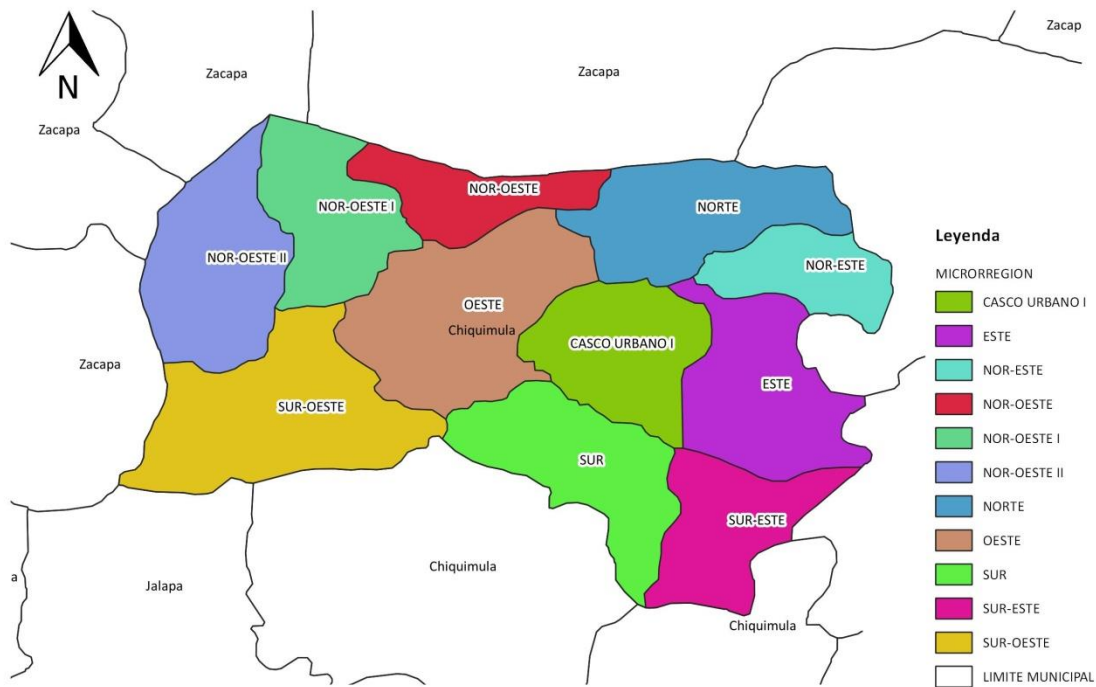 Zacap
Zacapa
Zacapa
Zacapa
N
NOR-OESTE
NOR-OESTE I
NORTE
NOR-OESTE II
NOR-ESTE
OESTE
Chiquimula
CASCO URBANO I
Zacapa
ESTE
SUR-OESTE
SUR
SUR-ESTE
Chiquimula
a
Jalapa
Chiquimula
Leyenda
MICRORREGION
CASCO URBANO I
ESTE
NOR-ESTE
NOR-OESTE
NOR-OESTE I
NOR-OESTE II
NORTE
OESTE
SUR
SUR-ESTE
SUR-OESTE
LIMITE MUNICIPAL